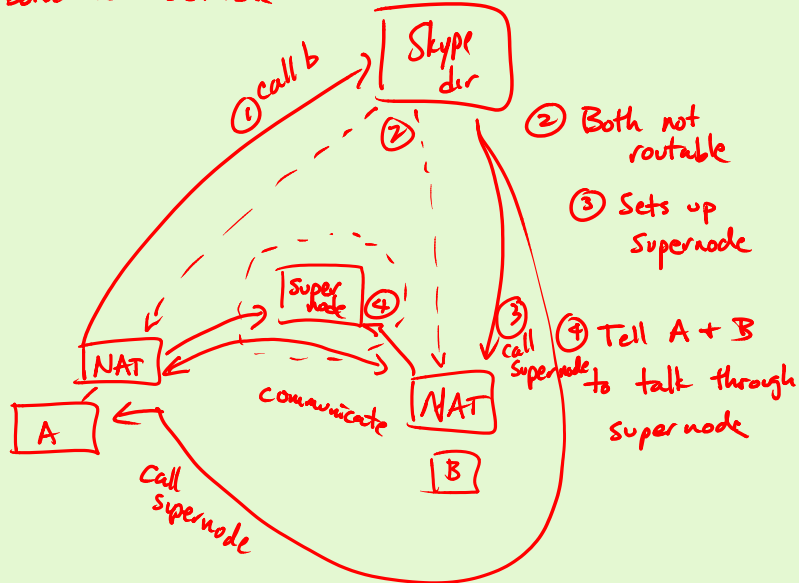 Skype
dir
① call b
②
② Both not
routable
③ Sets up
supernode
super
node
④
③
call
supernode
④ Tell A + B
to talk through
supernode
NAT
communicate
NAT
A
B
Call
supernode